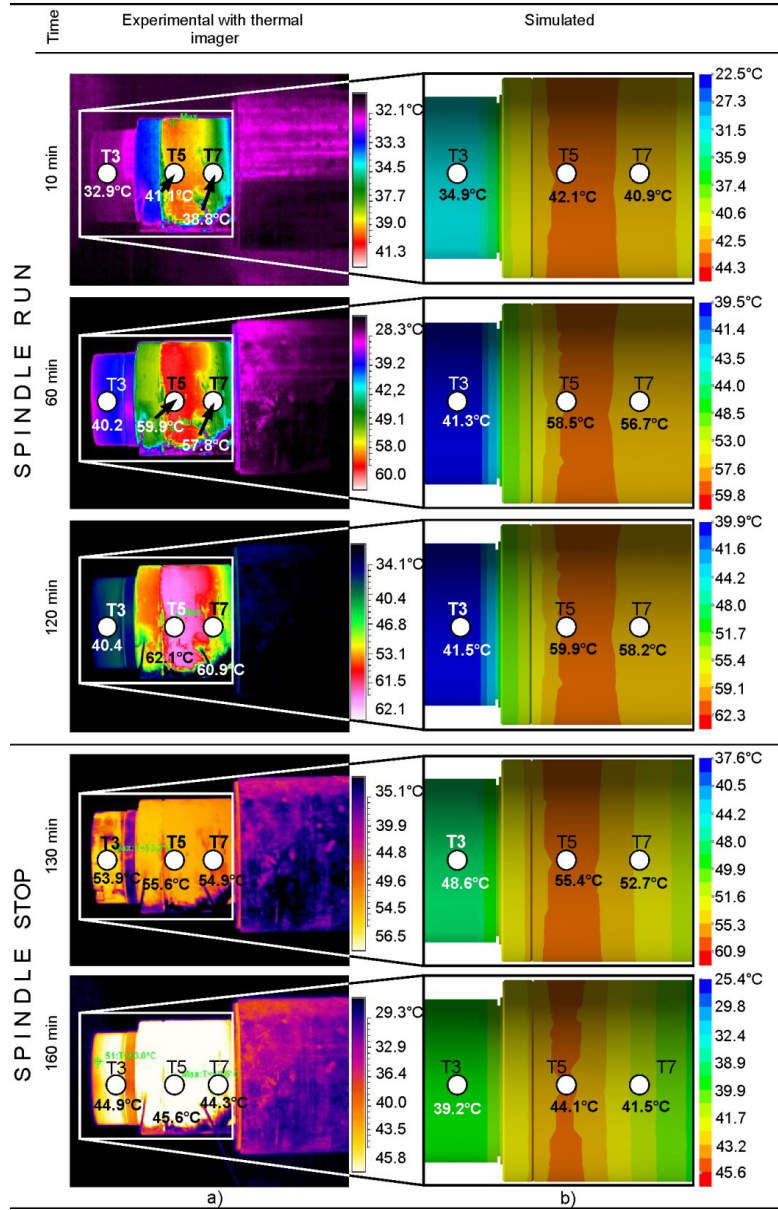 Time
Experimental with thermal
imager
Simulated
SPINDLE RUN
10 min
Max
T3
T5
T7
32.9°C
41.1°C
38.8°C
32.1°C
33.3
34.5
37.7
39.0
41.3
T3
T5
T7
34.9°C
42.1°C
40.9°C
22.5°C
27.3
31.5
35.9
37.4
40.6
42.5
44.3
60 min
T3
T5
T7
40.2
59.9°C
57.8°C
28.3°C
39.2
42.2
49.1
58.0
60.0
T3
T5
T7
41.3°C
58.5°C
56.7°C
39.5°C
41.4
43.5
44.5
48.5
53.0
57.6
59.8
120 min
T3
T5
T7
40.4
62.1°C
60.9°C
34.1°C
40.4
46.8
53.1
61.5
62.1
T3
T5
T7
41.5°C
59.9°C
58.2°C
39.9°C
41.6
44.2
48.0
51.7
55.4
59.1
62.3
SPINDLE STOP
130 min
T3
T5
T7
53.9°C
55.6°C
54.9°C
35.1°C
39.9
44.8
49.6
54.5
56.5
T3
T5
T7
48.6°C
55.4°C
52.7°C
37.6°C
40.5
44.2
49.0
51.6
55.3
60.9
160 min
T3
T5
T7
44.9°C
45.6°C
44.3°C
29.3°C
36.7
36.4
40.0
43.5
45.8
T3
T5
T7
39.2°C
44.1°C
41.5°C
25.4°C
29.8
34.4
38.9
41.7
43.2
45.6
a)
b)